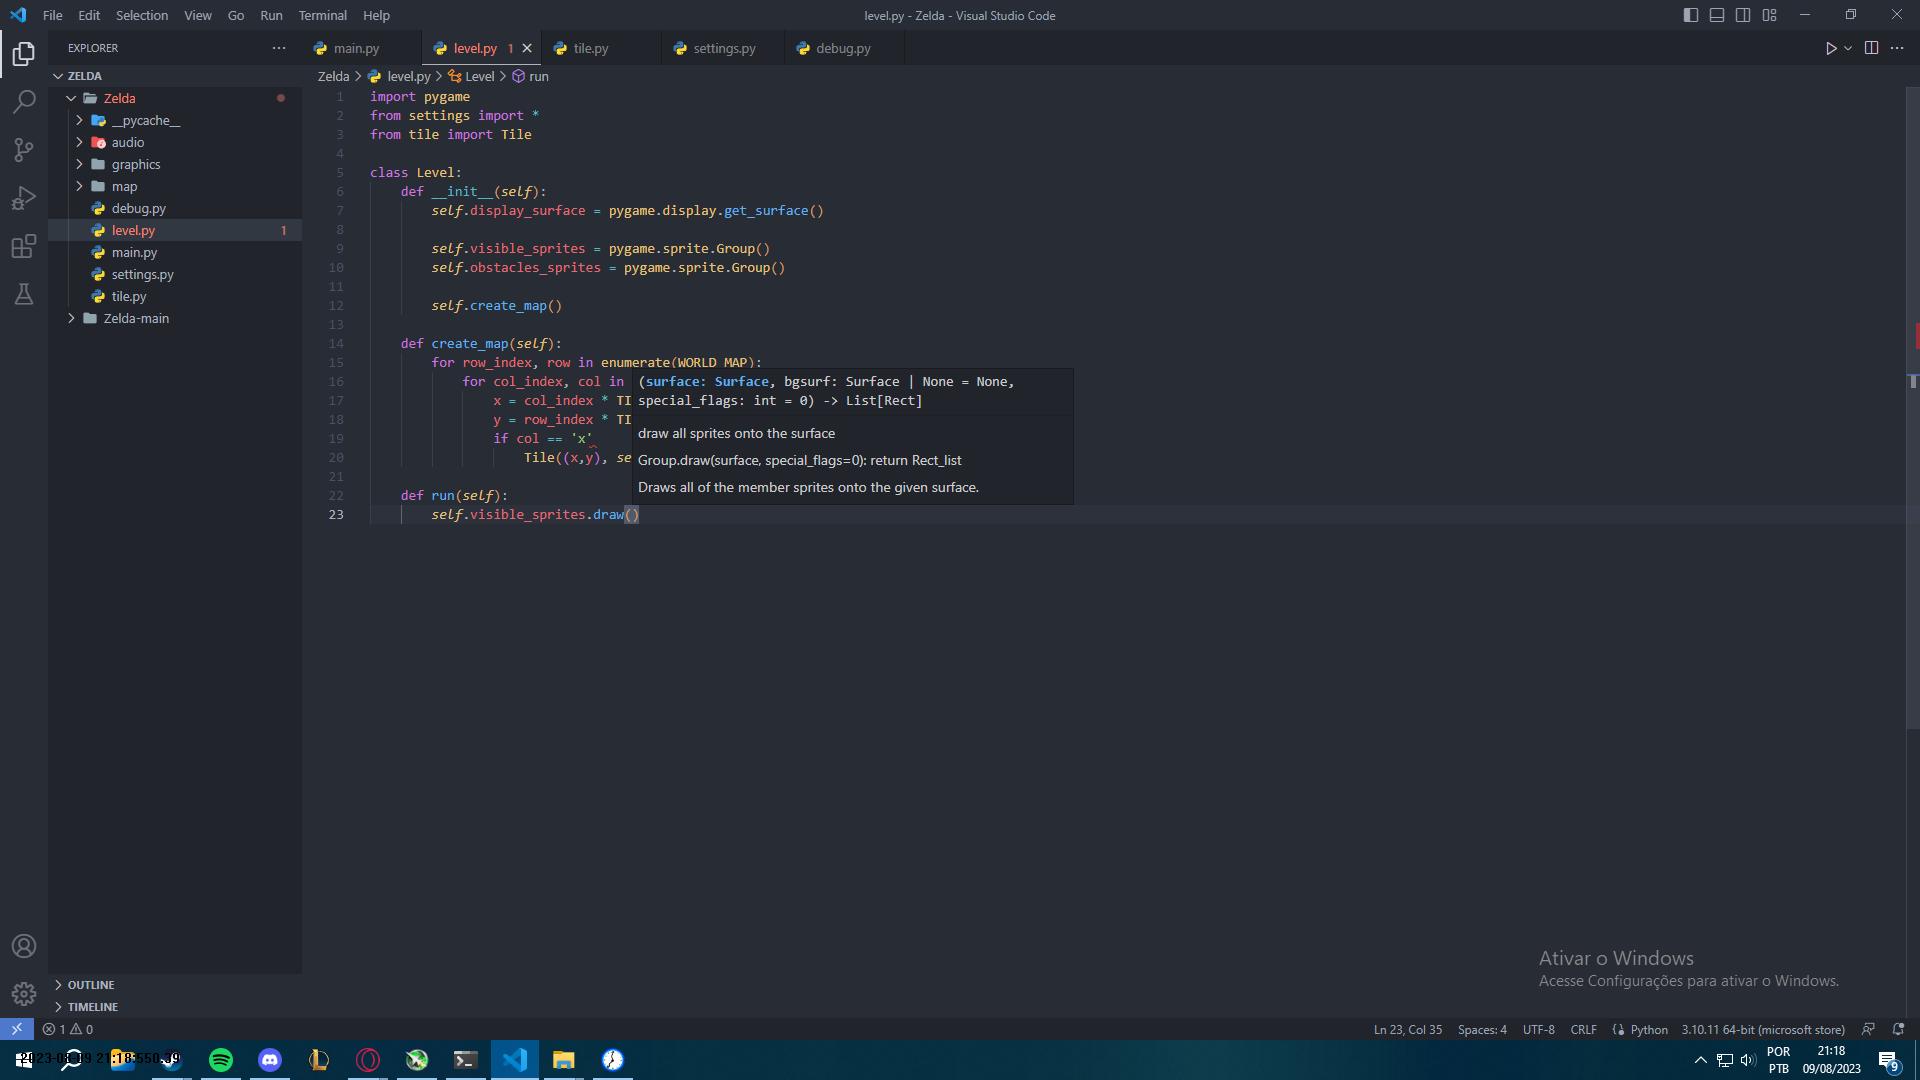 File Edit Selection View Go Run Terminal Help
level.py - Zelda - Visual Studio Code
EXPLORER
main.py
level.py 1
tile.py
settings.py
debug.py
ZELDA
Zelda
__pycache__
audio
graphics
map
debug.py
level.py 1
main.py
settings.py
tile.py
Zelda-main
OUTLINE
TIMELINE
Zelda > level.py > Level > run
1 import pygame
2 from settings import *
3 from tile import Tile
4
5 class Level:
6 def __init__(self):
7 self.display_surface = pygame.display.get_surface()
8
9 self.visible_sprites = pygame.sprite.Group()
10 self.obstacles_sprites = pygame.sprite.Group()
11
12 self.create_map()
13
14 def create_map(self):
15 for row_index, row in enumerate(WORLD_MAP):
16 for col_index, col in
17 x = col_index * TI
18 y = row_index * TI
19 if col == 'x'
20 Tile((x,y), se
21
22 def run(self):
23 self.visible_sprites.draw()
(surface: Surface, bgsurf: Surface | None = None,
special_flags: int = 0) -> List[Rect]
draw all sprites onto the surface
Group.draw(surface, special_flags=0): return Rect_list
Draws all of the member sprites onto the given surface.
Ativar o Windows
Acesse Configurações para ativar o Windows.
1 0
Ln 23, Col 35 Spaces: 4 UTF-8 CRLF Python 3.10.11 64-bit (microsoft store)
POR
PTB
21:18
09/08/2023
9